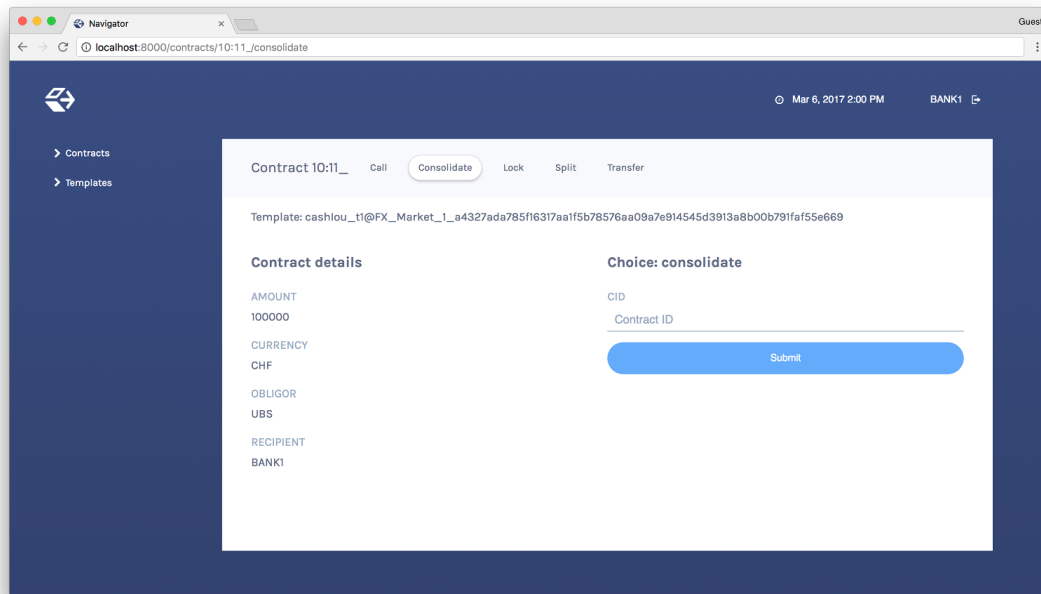 Navigator
Guest
localhost:8000/contracts/10:11_/consolidate
Mar 6, 2017 2:00 PM BANK1
Contracts
Templates
Contract 10:11_ Call Consolidate Lock Split Transfer
Template: cashIou_t1@FX_Market_1_a4327ada785f16317aa1f5b78576aa09a7e914545d3913a8b00b791faf55e669
Contract details
AMOUNT
100000
CURRENCY
CHF
OBLIGOR
UBS
RECIPIENT
BANK1
Choice: consolidate
CID
Contract ID
Submit